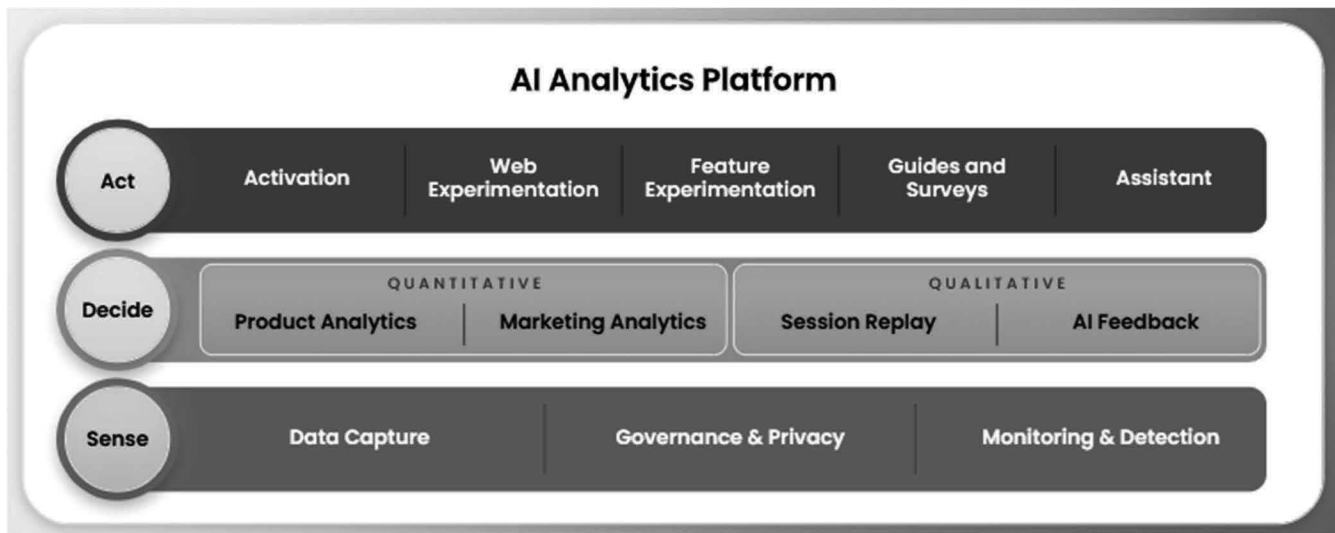 AI Analytics Platform
Act
Activation
Web
Experimentation
Feature
Experimentation
Guides and
Surveys
Assistant
Decide
QUANTITATIVE
Product Analytics
Marketing Analytics
QUALITATIVE
Session Replay
AI Feedback
Sense
Data Capture
Governance & Privacy
Monitoring & Detection